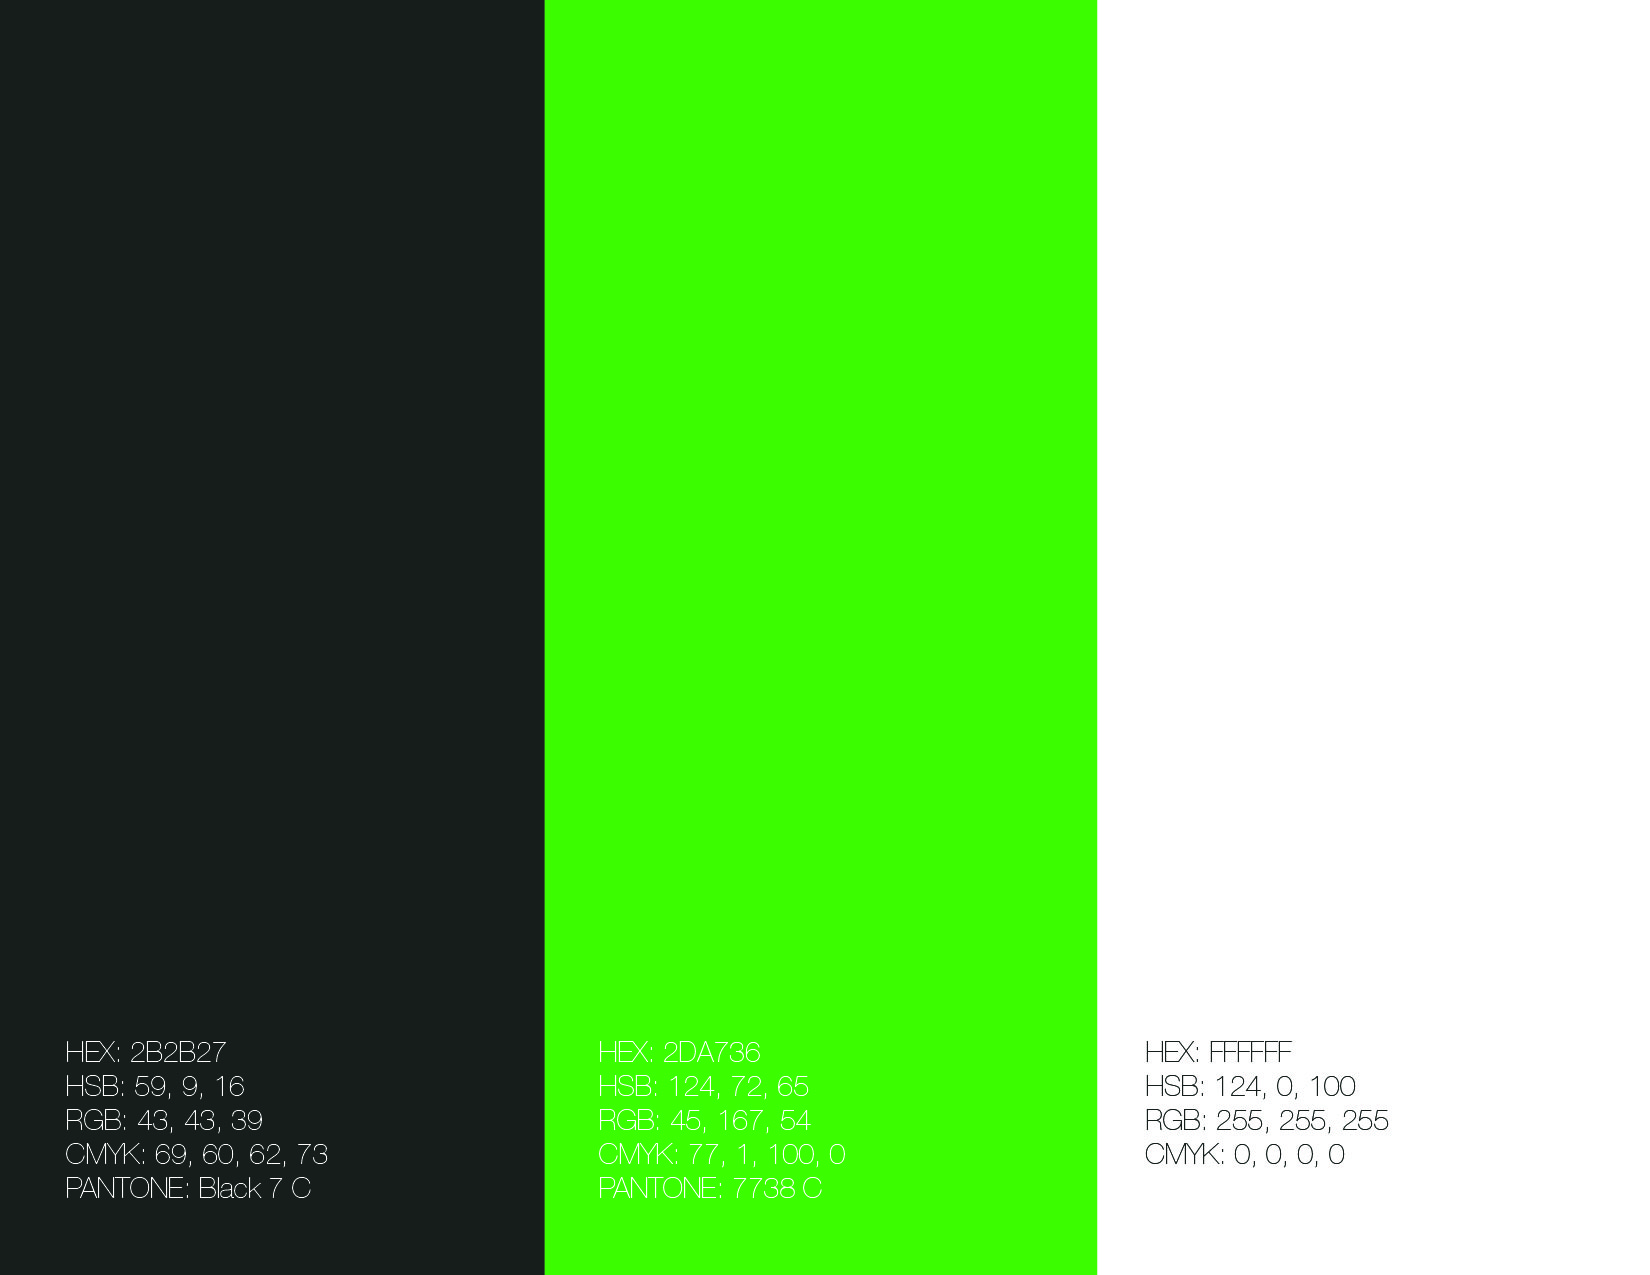 HEX: 2B2B27
HSB: 59, 9, 16
RGB: 43, 43, 39
CMYK: 69, 60, 62, 73
PANTONE: Black 7 C
HEX: 2DA736
HSB: 124, 72, 65
RGB: 45, 167, 54
CMYK: 77, 1, 100, 0
PANTONE: 7738 C
HEX: FFFFFF
HSB: 124, 0, 100
RGB: 255, 255, 255
CMYK: 0, 0, 0, 0